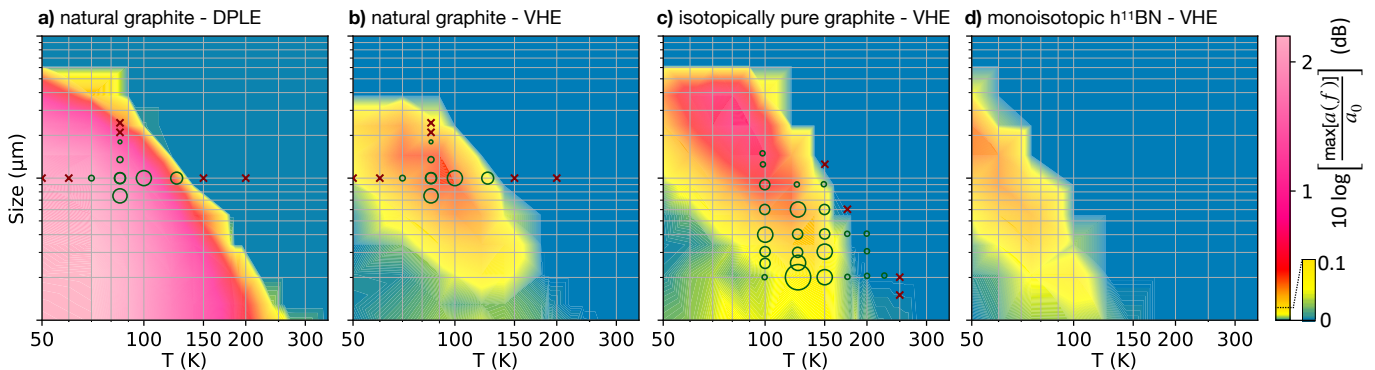 a) natural graphite - DPLE
b) natural graphite - VHE
c) isotopically pure graphite - VHE
d) monoisotopic h¹¹BN - VHE
Size (μm)
50 100 150 200 300
T (K)
50 100 150 200 300
T (K)
100 150 200 300
T (K)
50 100 150 200 300
T (K)
2
1
0.1
0
10 log [max[a(f)] / a₀] (dB)